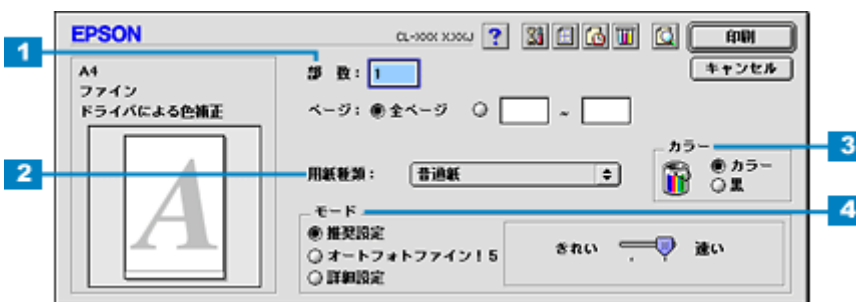 EPSON
CL-XXX X.XXJ
?
印刷
1
A4
部 数: 1
キャンセル
ファイン
ドライバによる色補正
ページ: 全ページ ~
カラー
3
2
用紙種類: 普通紙
カラー
黒
A
モード
4
推奨設定
オートフォトファイン!5
きれい 速い
詳細設定